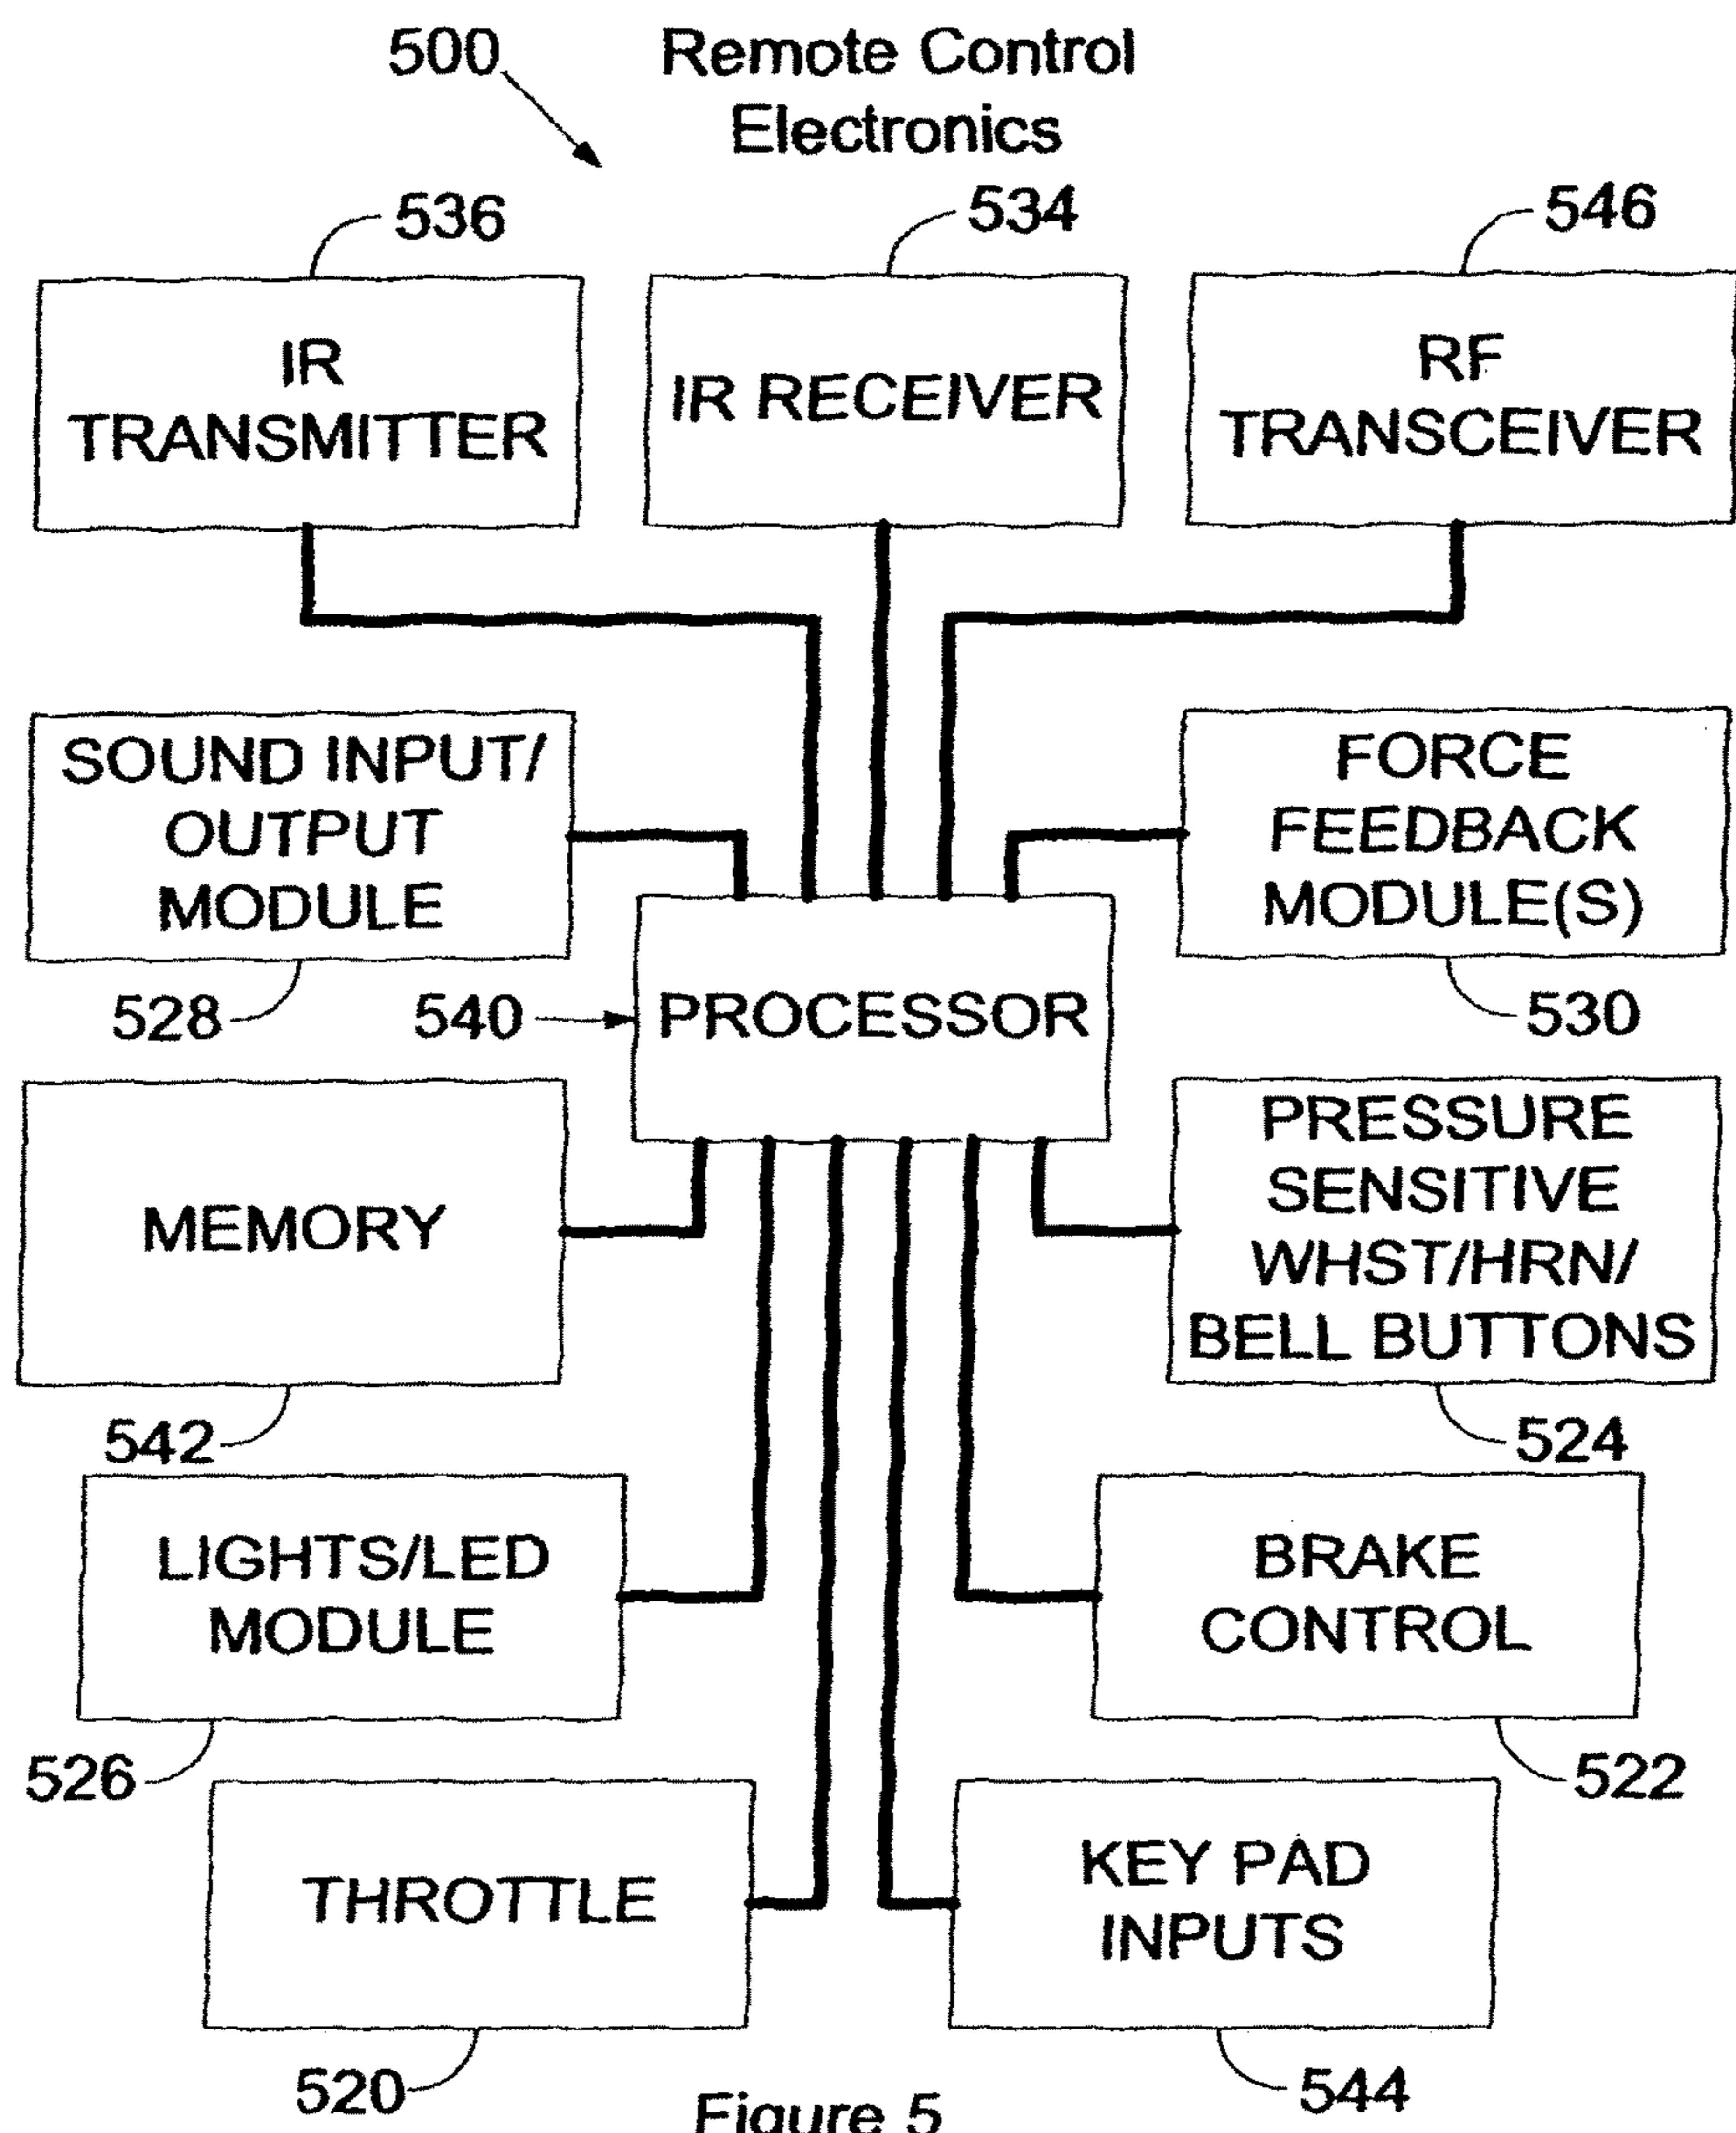 500 Remote Control
Electronics
536
534
546
IR
TRANSMITTER
IR RECEIVER
RF
TRANSCEIVER
SOUND INPUT/
OUTPUT
MODULE
FORCE
FEEDBACK
MODULE(S)
528
540
PROCESSOR
530
MEMORY
PRESSURE
SENSITIVE
WHST/HRN/
BELL BUTTONS
542
524
LIGHTS/LED
MODULE
BRAKE
CONTROL
526
522
THROTTLE
KEY PAD
INPUTS
520
544
Figure 5